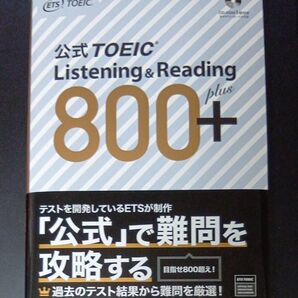 ETS TOEIC
公式 TOEIC®
Listening & Reading
800+
plus
テストを開発しているETSが制作
「公式」で難問を
攻略する
目指せ800超え!
過去のテスト結果から難問を厳選!